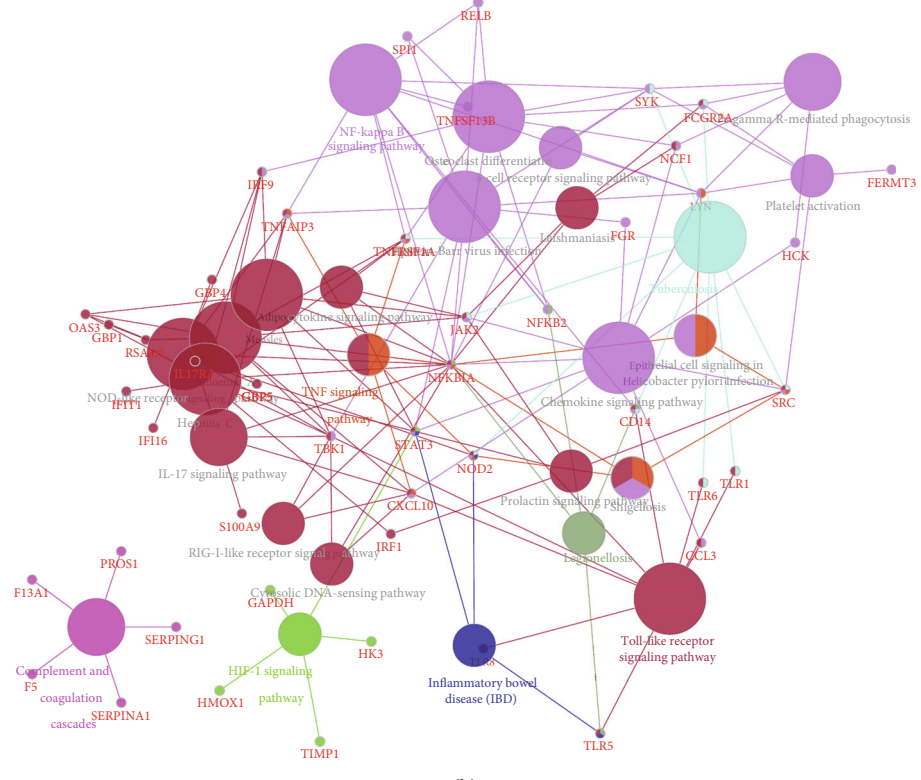 RELB
SPI1
SYK
TNFSF13B
FCGR2A
gamma R-mediated phagocytosis
NF-kappa B
signaling pathway
Osteoclast differentiatio
NCF1
cell receptor signaling pathway
IRF9
FERMT3
LYN
Platelet activation
TNFAIP3
Leishmaniasis
FGR
-Barr virus infection
HCK
Tuberculosis
GBP4
OAS3
GBP1
Adipocytokine signaling pathway
NFKB2
JAK2
Measles
RSAD2
IL17RA
NFKBIA
Epithelial cell signaling in
Helicobacter pylori infection
NOD-like receptor
GBP5
TNF signaling
pathway
IFIT1
Chemokine signaling pathway
SRC
Hepatitis C
CD14
IFI16
TBK1
STAT3
NOD2
IL-17 signaling pathway
TLR6
TLR1
CXCL10
Prolactin signaling pathway
Shigellosis
S100A9
IRF1
RIG-I-like receptor signal pathway
Legionellosis
CCL3
PROS1
Cytosolic DNA-sensing pathway
F13A1
GAPDH
SERPING1
HK3
Toll-like receptor
signaling pathway
Complement and
coagulation
cascades
HIF-1 signaling
pathway
F5
Inflammatory bowel
disease (IBD)
HMOX1
SERPINA1
TLR5
TIMP1